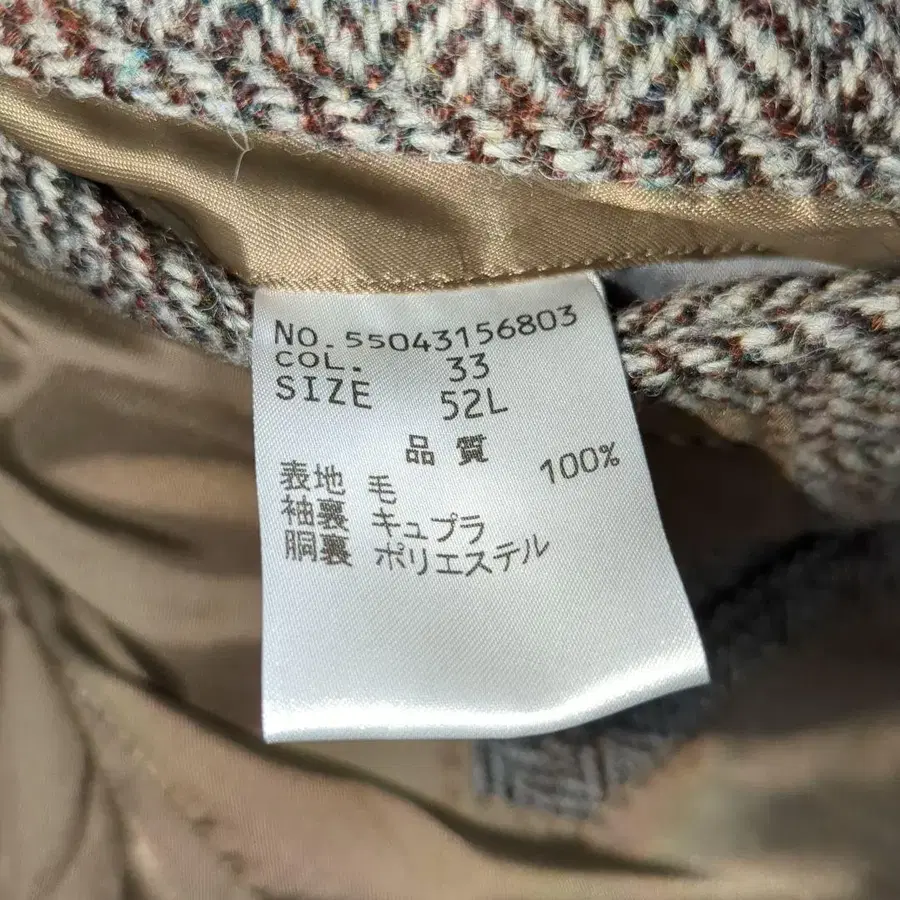 NO.55043156803
COL. 33
SIZE 52L
品質
表地 毛 100%
袖裏 キュプラ
胴裏 ポリエステル